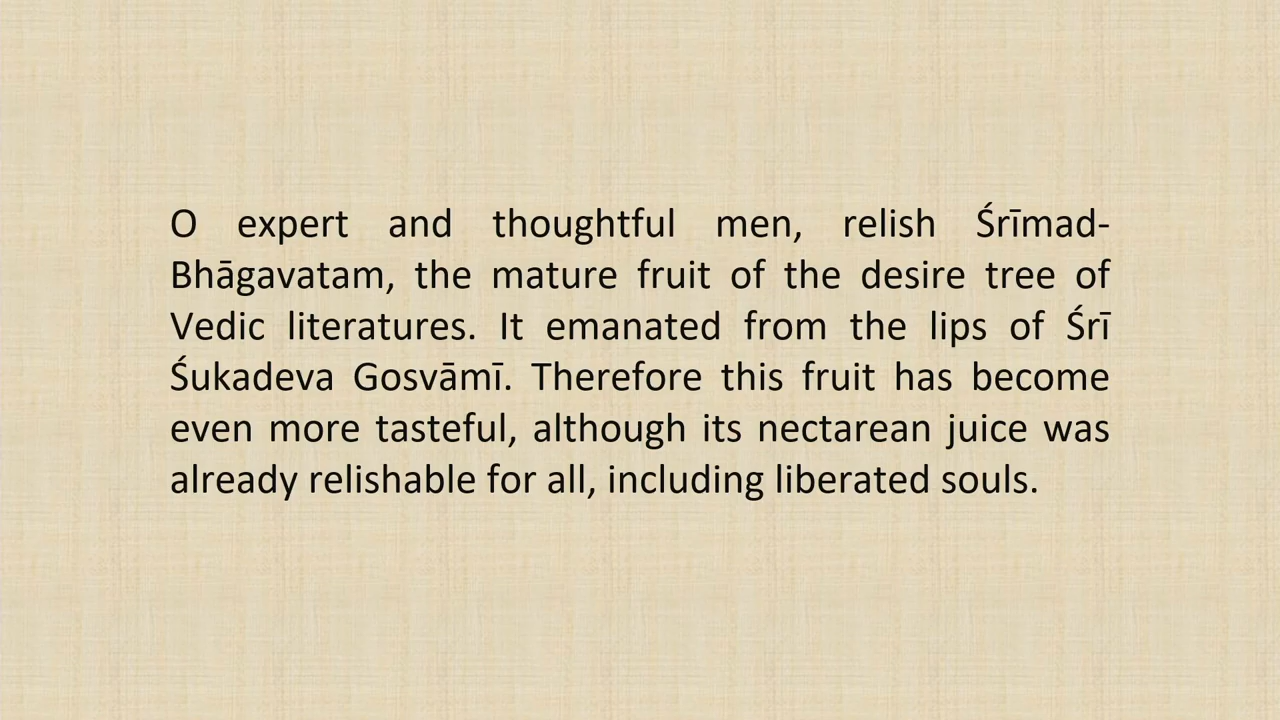 O expert and thoughtful men, relish Śrīmad-
Bhāgavatam, the mature fruit of the desire tree of
Vedic literatures. It emanated from the lips of Śrī
Śukadeva Gosvāmī. Therefore this fruit has become
even more tasteful, although its nectarean juice was
already relishable for all, including liberated souls.